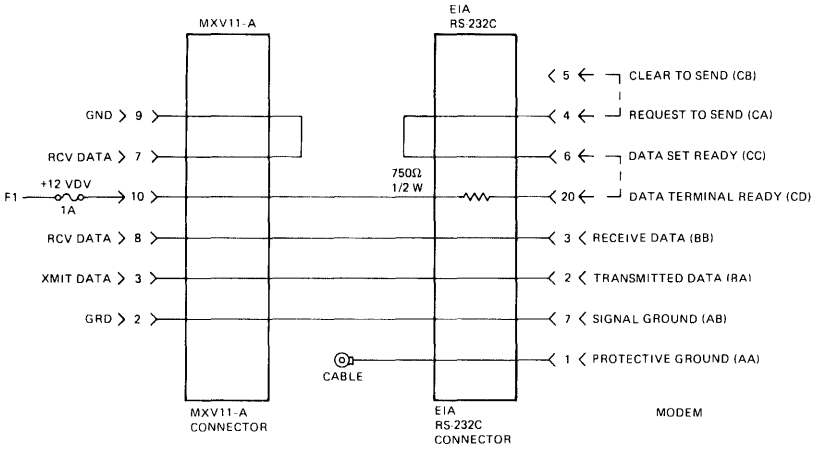 MXV11-A
EIA
RS-232C
5 CLEAR TO SEND (CB)
GND 9
4 REQUEST TO SEND (CA)
RCV DATA 7
6 DATA SET READY (CC)
750Ω
1/2 W
F1 +12 VDV 10
1A
20 DATA TERMINAL READY (CD)
RCV DATA 8
3 RECEIVE DATA (BB)
XMIT DATA 3
2 TRANSMITTED DATA (BA)
GRD 2
7 SIGNAL GROUND (AB)
1 PROTECTIVE GROUND (AA)
CABLE
MXV11-A
CONNECTOR
EIA
RS-232C
CONNECTOR
MODEM